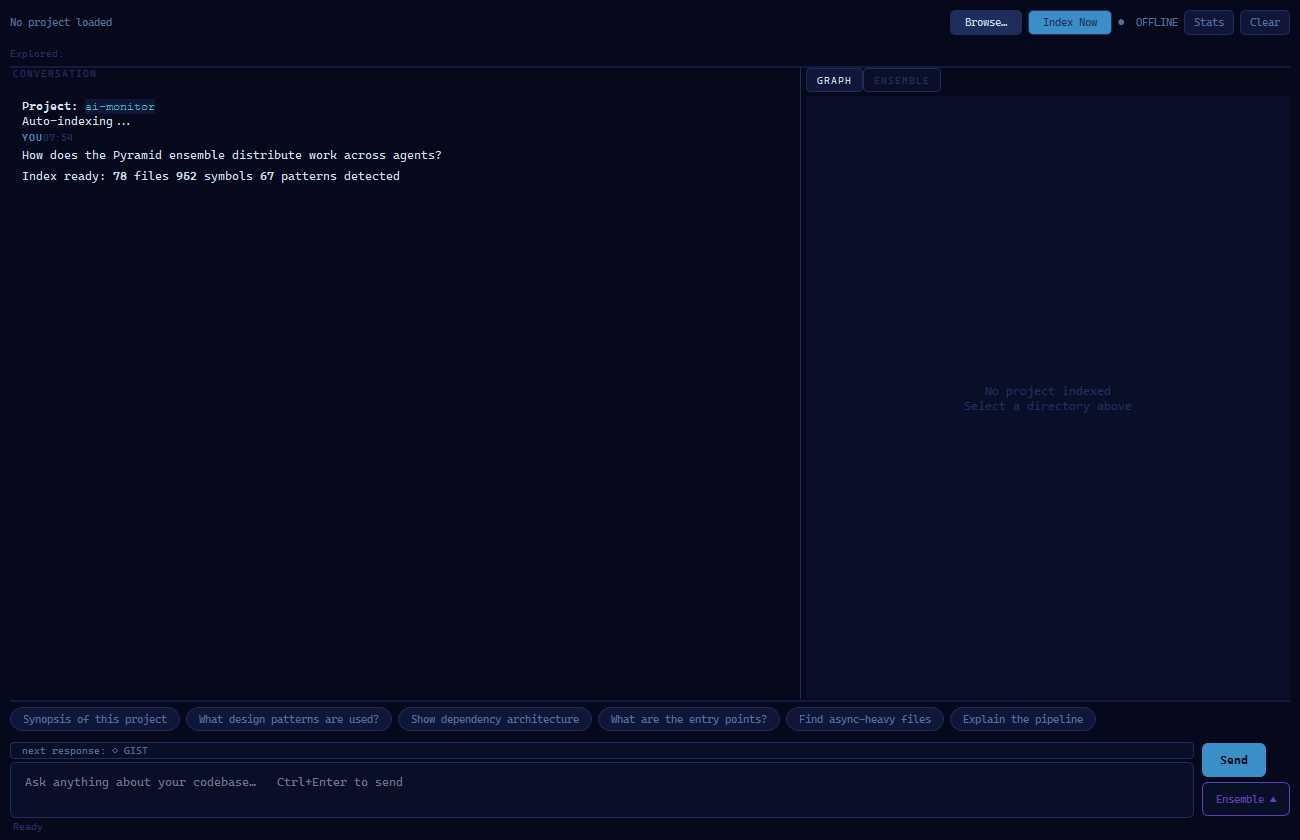 No project loaded
Browse… Index Now ● OFFLINE Stats Clear
Explored:
CONVERSATION
GRAPH ENSEMBLE
Project: ai-monitor
Auto-indexing...
YOU07:54
How does the Pyramid ensemble distribute work across agents?
Index ready: 78 files 952 symbols 67 patterns detected
No project indexed
Select a directory above
Synopsis of this project What design patterns are used? Show dependency architecture What are the entry points? Find async-heavy files Explain the pipeline
next response: ◇ GIST
Ask anything about your codebase… Ctrl+Enter to send
Send
Ensemble ▲
Ready